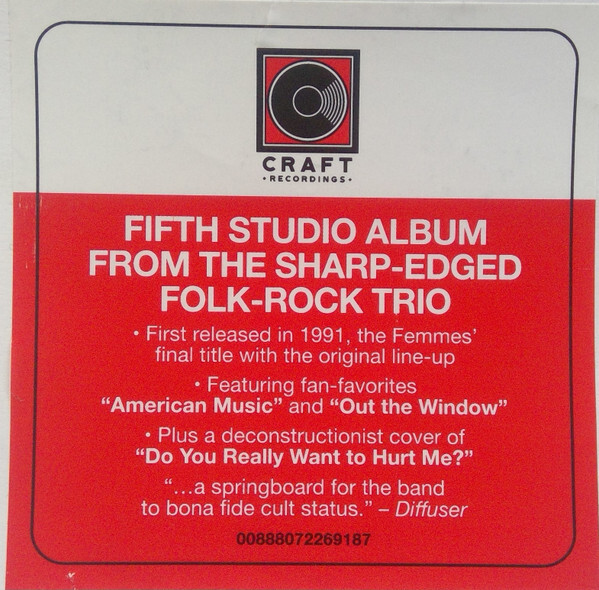 CRAFT
•RECORDINGS•
FIFTH STUDIO ALBUM
FROM THE SHARP-EDGED
FOLK-ROCK TRIO
• First released in 1991, the Femmes’
final title with the original line-up
• Featuring fan-favorites
“American Music” and “Out the Window”
• Plus a deconstructionist cover of
“Do You Really Want to Hurt Me?”
“...a springboard for the band
to bona fide cult status.” – Diffuser
00888072269187